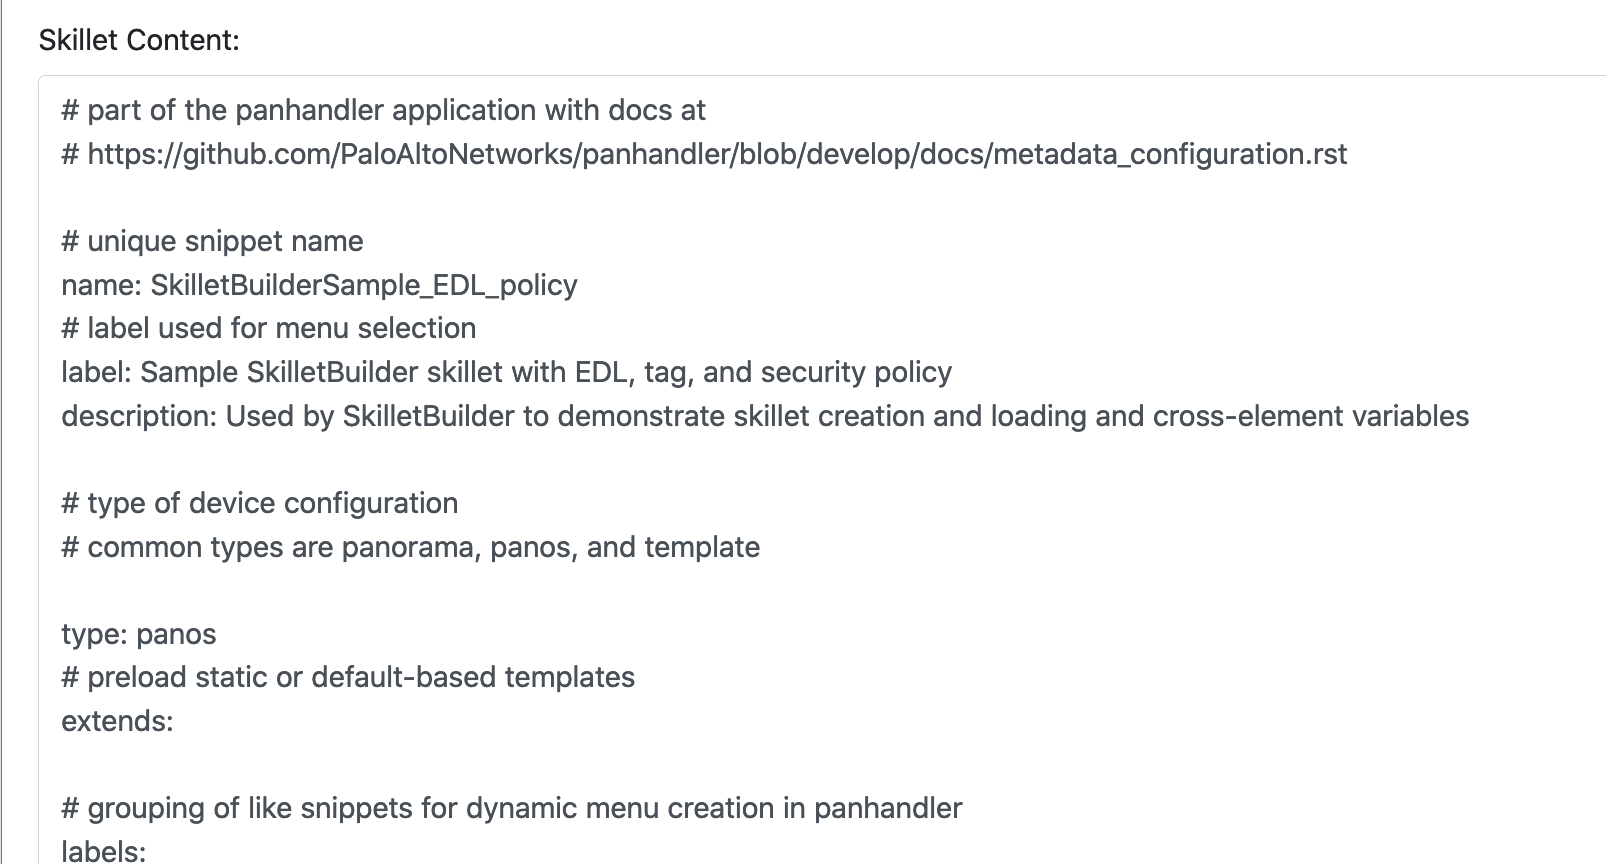 Skillet Content:
# part of the panhandler application with docs at
# https://github.com/PaloAltoNetworks/panhandler/blob/develop/docs/metadata_configuration.rst
# unique snippet name
name: SkilletBuilderSample_EDL_policy
# label used for menu selection
label: Sample SkilletBuilder skillet with EDL, tag, and security policy
description: Used by SkilletBuilder to demonstrate skillet creation and loading and cross-element variables
# type of device configuration
# common types are panorama, panos, and template
type: panos
# preload static or default-based templates
extends:
# grouping of like snippets for dynamic menu creation in panhandler
labels: